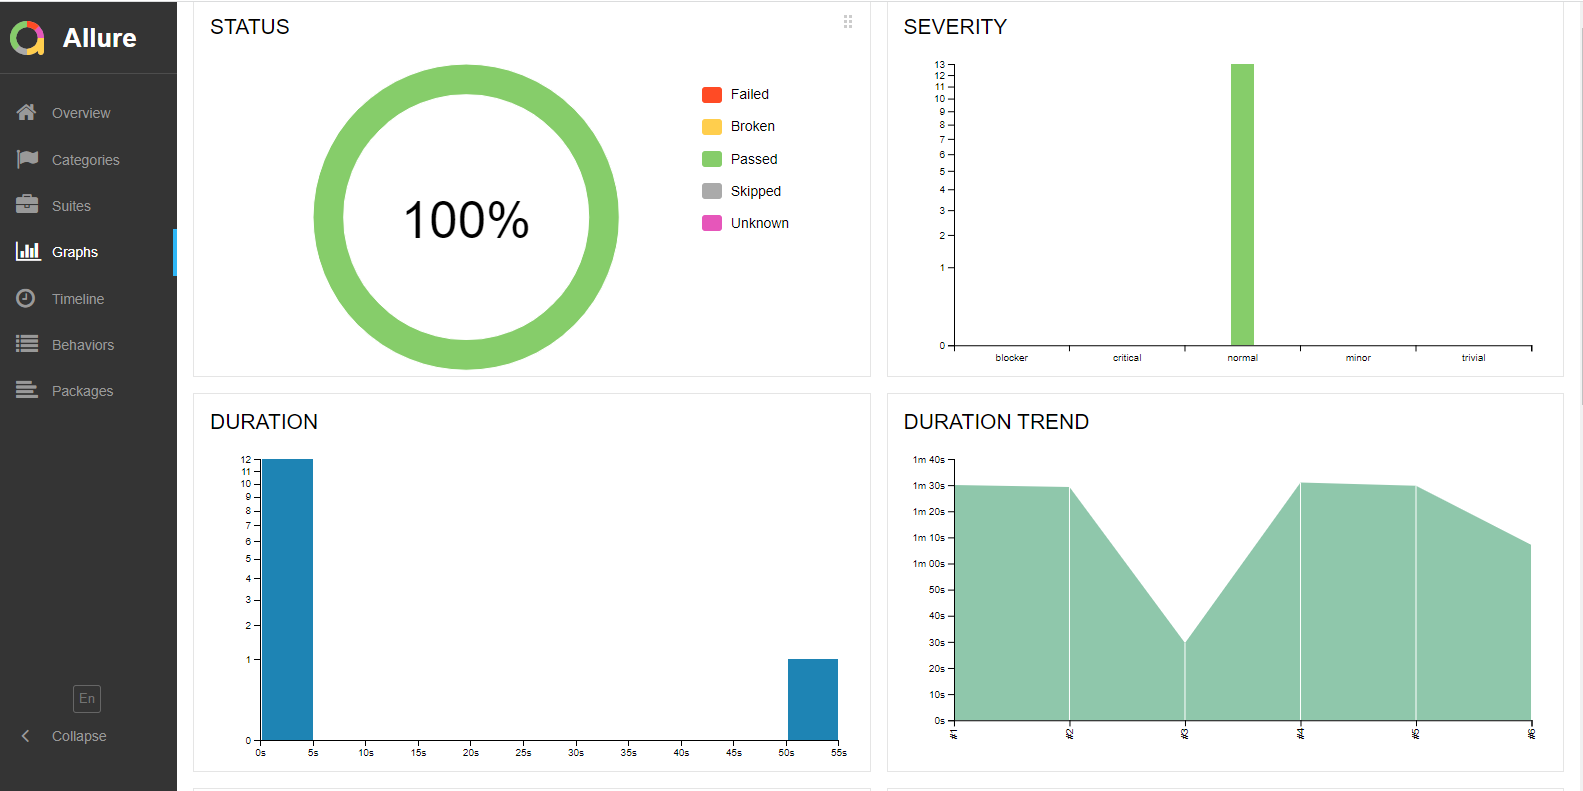 Allure
Overview
Categories
Suites
Graphs
Timeline
Behaviors
Packages
En
Collapse
STATUS
100%
Failed
Broken
Passed
Skipped
Unknown
SEVERITY
13
12
11
10
9
8
7
6
5
4
3
2
1
0
blocker critical normal minor trivial
DURATION
12
11
10
9
8
7
6
5
4
3
2
1
0
0s 5s 10s 15s 20s 25s 30s 35s 40s 45s 50s 55s
DURATION TREND
1m 40s
1m 30s
1m 20s
1m 10s
1m 00s
50s
40s
30s
20s
10s
0s
#1 #2 #3 #4 #5 #6